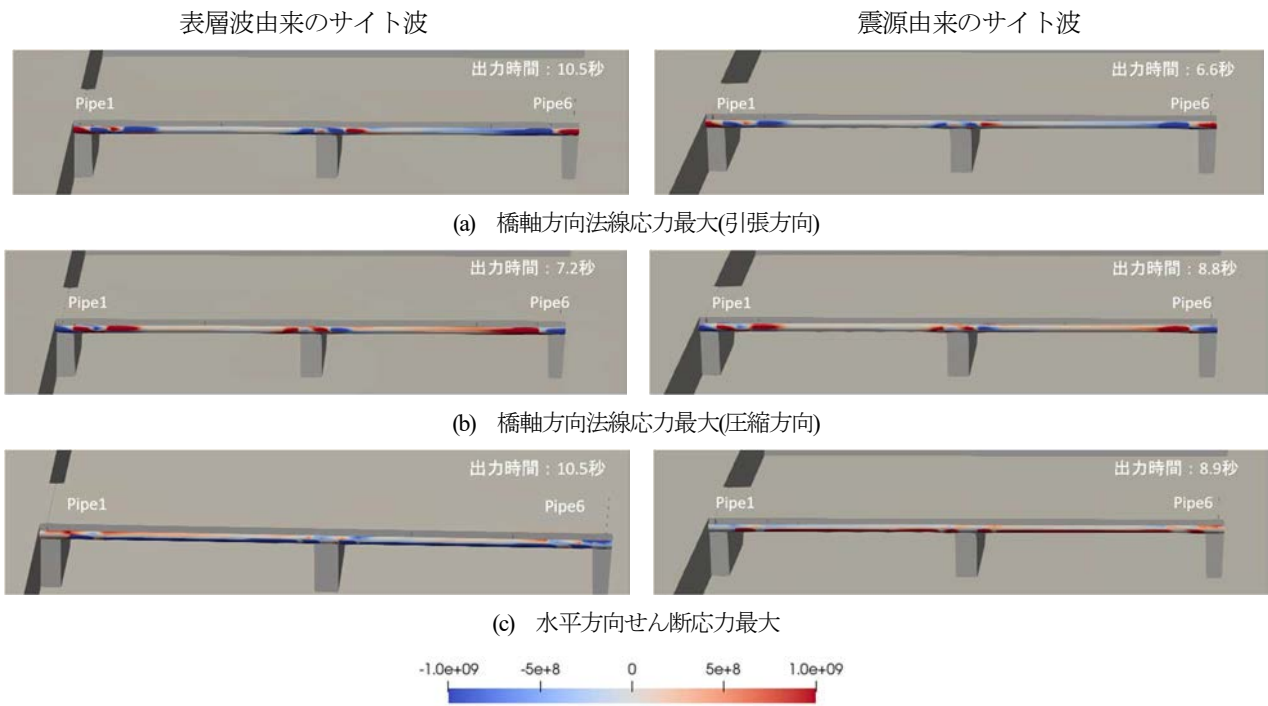 表層波由来のサイト波
震源由来のサイト波
出力時間：10.5秒
Pipe1
Pipe6
出力時間：6.6秒
Pipe1
Pipe6
(a) 橋軸方向法線応力最大(引張方向)
出力時間：7.2秒
Pipe1
Pipe6
出力時間：8.8秒
Pipe1
Pipe6
(b) 橋軸方向法線応力最大(圧縮方向)
出力時間：10.5秒
Pipe1
Pipe6
出力時間：8.9秒
Pipe1
Pipe6
(c) 水平方向せん断応力最大
-1.0e+09 -5e+8 0 5e+8 1.0e+09